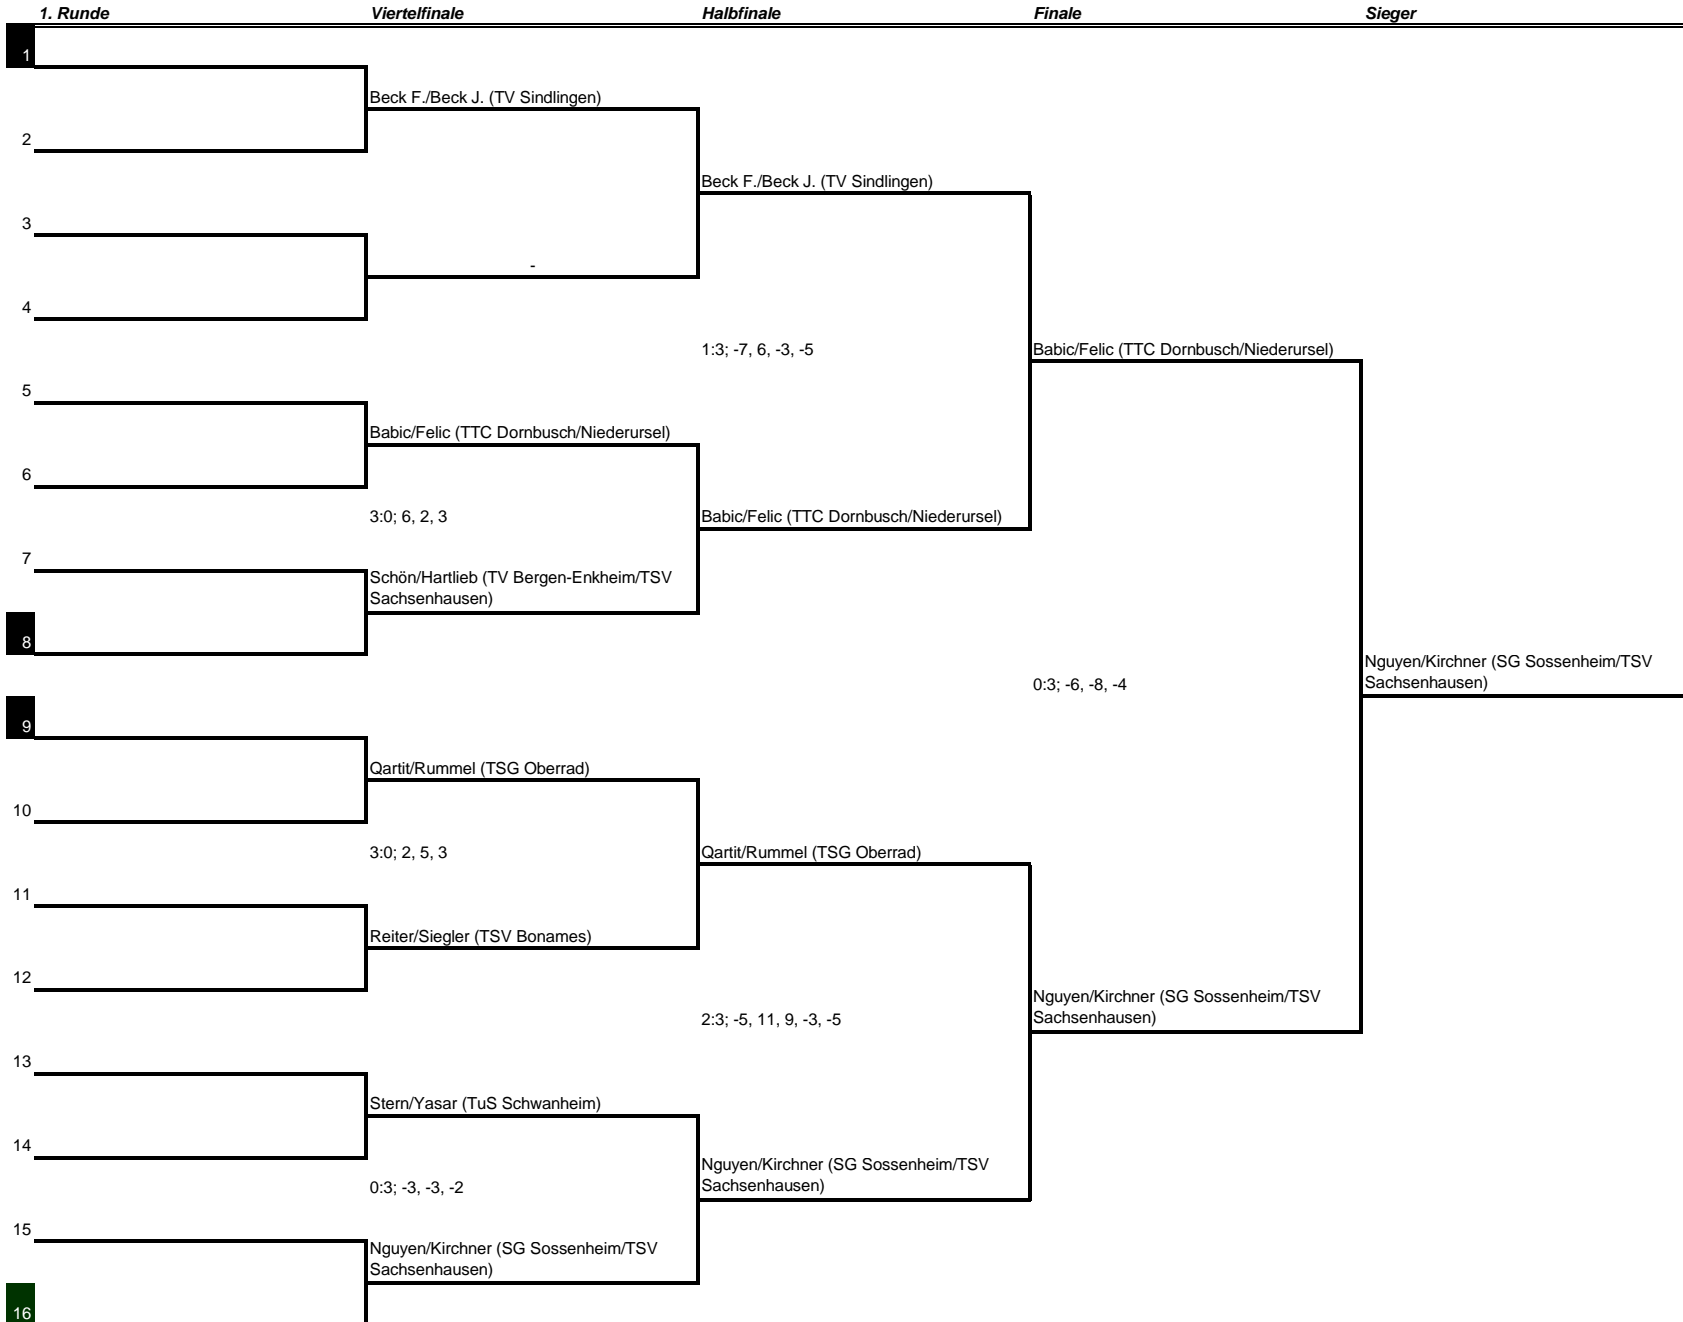 1. Runde Viertelfinale Halbfinale Finale Sieger
1
Beck F./Beck J. (TV Sindlingen)
2
Beck F./Beck J. (TV Sindlingen)
3
-
4
1:3; -7, 6, -3, -5 Babic/Felic (TTC Dornbusch/Niederursel)
5
Babic/Felic (TTC Dornbusch/Niederursel)
6
3:0; 6, 2, 3 Babic/Felic (TTC Dornbusch/Niederursel)
7
Schön/Hartlieb (TV Bergen-Enkheim/TSV
Sachsenhausen)
8
Nguyen/Kirchner (SG Sossenheim/TSV
Sachsenhausen)
0:3; -6, -8, -4
9
Qartit/Rummel (TSG Oberrad)
10
3:0; 2, 5, 3 Qartit/Rummel (TSG Oberrad)
11
Reiter/Siegler (TSV Bonames)
12
Nguyen/Kirchner (SG Sossenheim/TSV
Sachsenhausen)
2:3; -5, 11, 9, -3, -5
13
Stern/Yasar (TuS Schwanheim)
14
Nguyen/Kirchner (SG Sossenheim/TSV
Sachsenhausen)
0:3; -3, -3, -2
15
Nguyen/Kirchner (SG Sossenheim/TSV
Sachsenhausen)
16